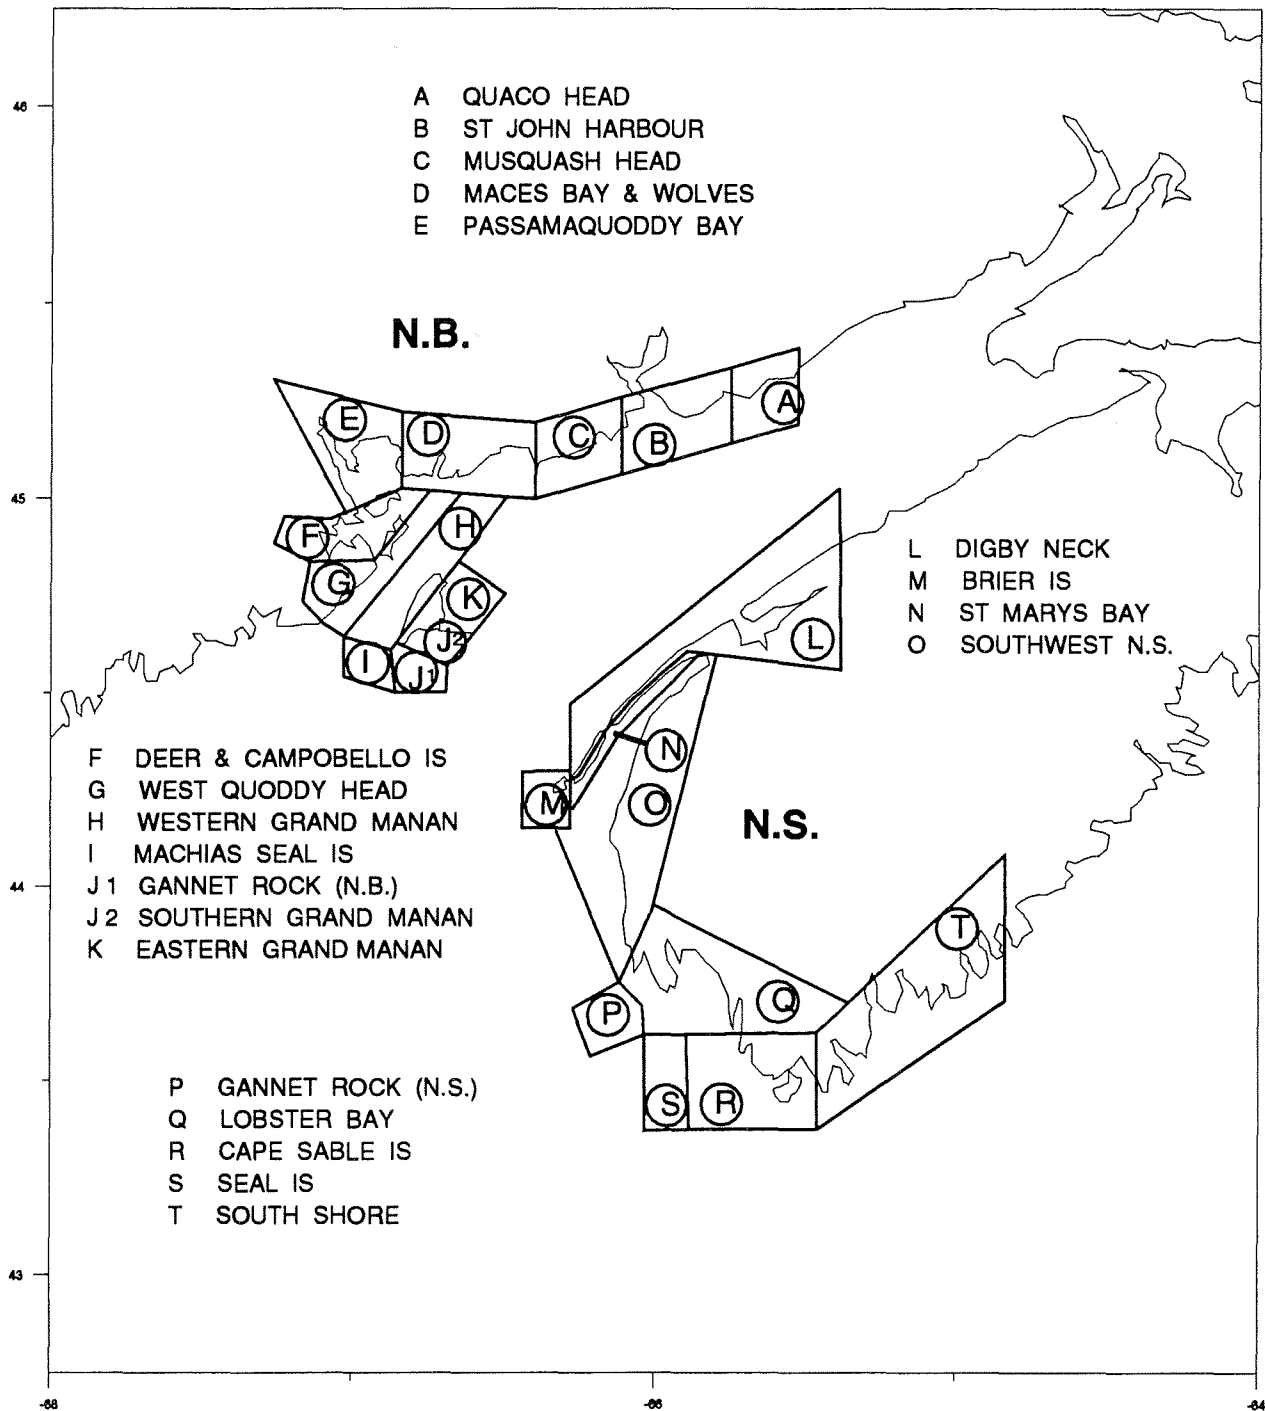 46
A QUACO HEAD
B ST JOHN HARBOUR
C MUSQUASH HEAD
D MACES BAY & WOLVES
E PASSAMAQUODDY BAY
N.B.
A
E
D
C
B
45
H
F
L DIGBY NECK
M BRIER IS
N ST MARYS BAY
O SOUTHWEST N.S.
G
K
J2
L
I
J1
F DEER & CAMPOBELLO IS
G WEST QUODDY HEAD
H WESTERN GRAND MANAN
I MACHIAS SEAL IS
J1 GANNET ROCK (N.B.)
J2 SOUTHERN GRAND MANAN
K EASTERN GRAND MANAN
N
M
O
N.S.
44
T
Q
P
S
R
P GANNET ROCK (N.S.)
Q LOBSTER BAY
R CAPE SABLE IS
S SEAL IS
T SOUTH SHORE
43
-68
-66
-64